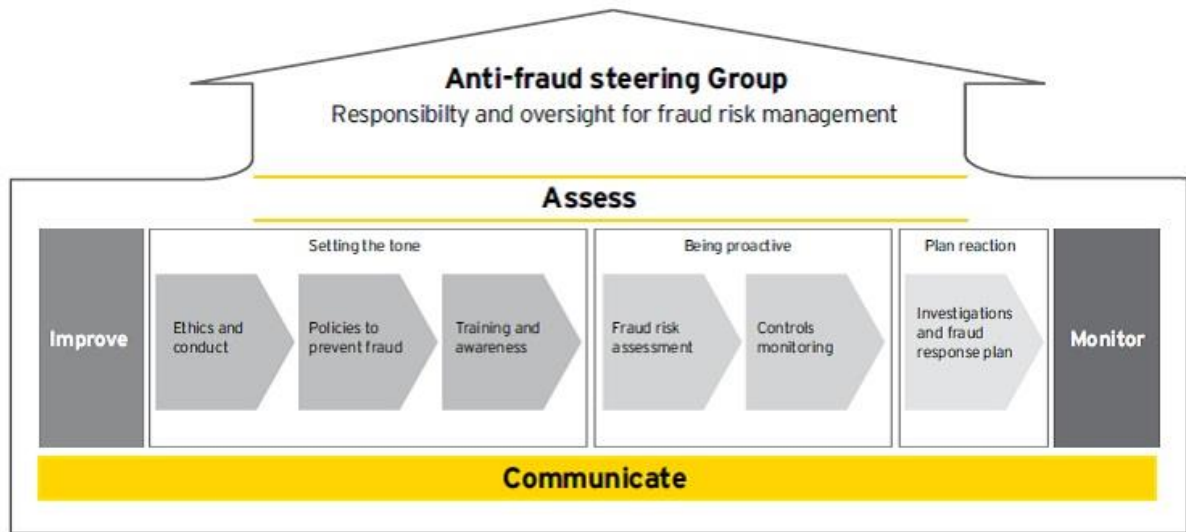 Anti-fraud steering Group
Responsibilty and oversight for fraud risk management
Assess
Improve
Setting the tone
Ethics and
conduct
Policies to
prevent fraud
Training and
awareness
Being proactive
Fraud risk
assessment
Controls
monitoring
Plan reaction
Investigations
and fraud
response plan
Monitor
Communicate